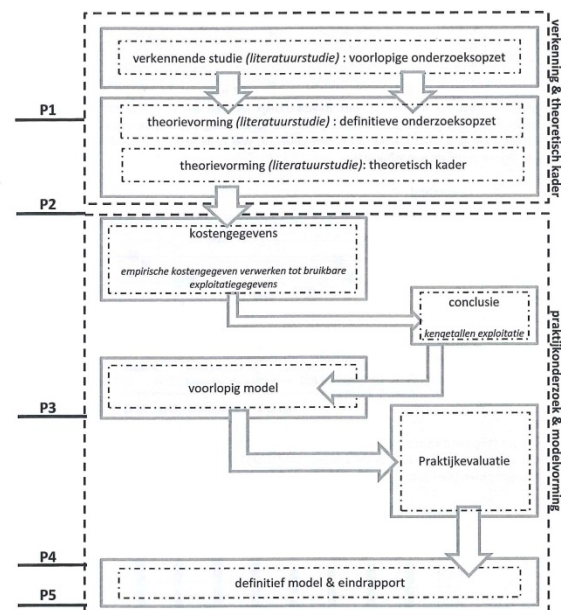 verkenning & theoretisch kader
verkennende studie (literatuurstudie) : voorlopige onderzoeksopzet
P1
theorievorming (literatuurstudie) : definitieve onderzoeksopzet
theorievorming (literatuurstudie): theoretisch kader
P2
kostengegevens
empirische kostengegeven verwerken tot bruikbare
exploitatiegegevens
conclusie
kengetallen exploitatie
praktijkonderzoek & modelvorming
voorlopig model
P3
Praktijkevaluatie
P4
definitief model & eindrapport
P5